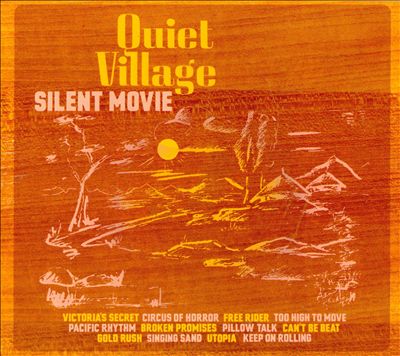 Quiet
Village
SILENT MOVIE
VICTORIA'S SECRET CIRCUS OF HORROR FREE RIDER TOO HIGH TO MOVE
PACIFIC RHYTHM BROKEN PROMISES PILLOW TALK CAN'T BE BEAT
GOLD RUSH SINGING SAND UTOPIA KEEP ON ROLLING